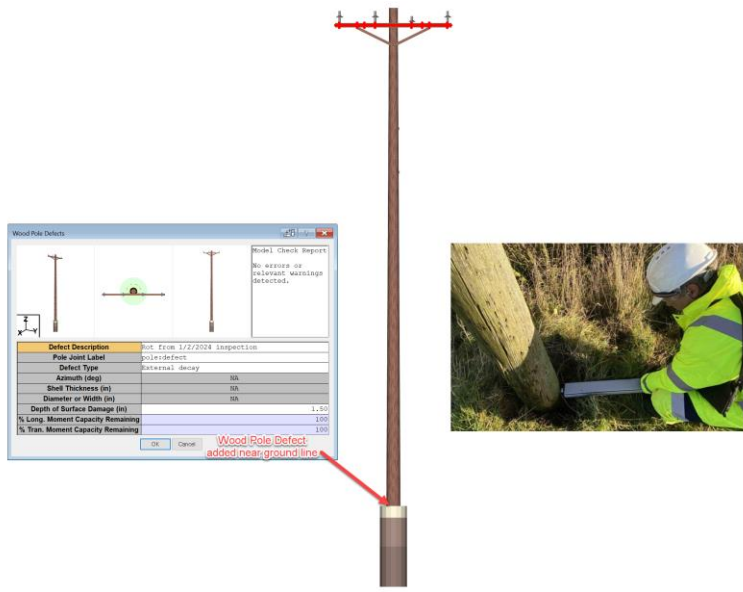 Wood Pole Defects
Model Check Report
No errors or
relevant warnings
detected.
Z
X
Y
Defect Description Rot from 1/2/2024 inspection
Pole Joint Label pole:defect
Defect Type External decay
Azimuth (deg) NA
Shell Thickness (in) NA
Diameter or Width (in) NA
Depth of Surface Damage (in) 1.50
% Long. Moment Capacity Remaining 100
% Tran. Moment Capacity Remaining 100
OK Cancel
Wood Pole Defect
added near ground line